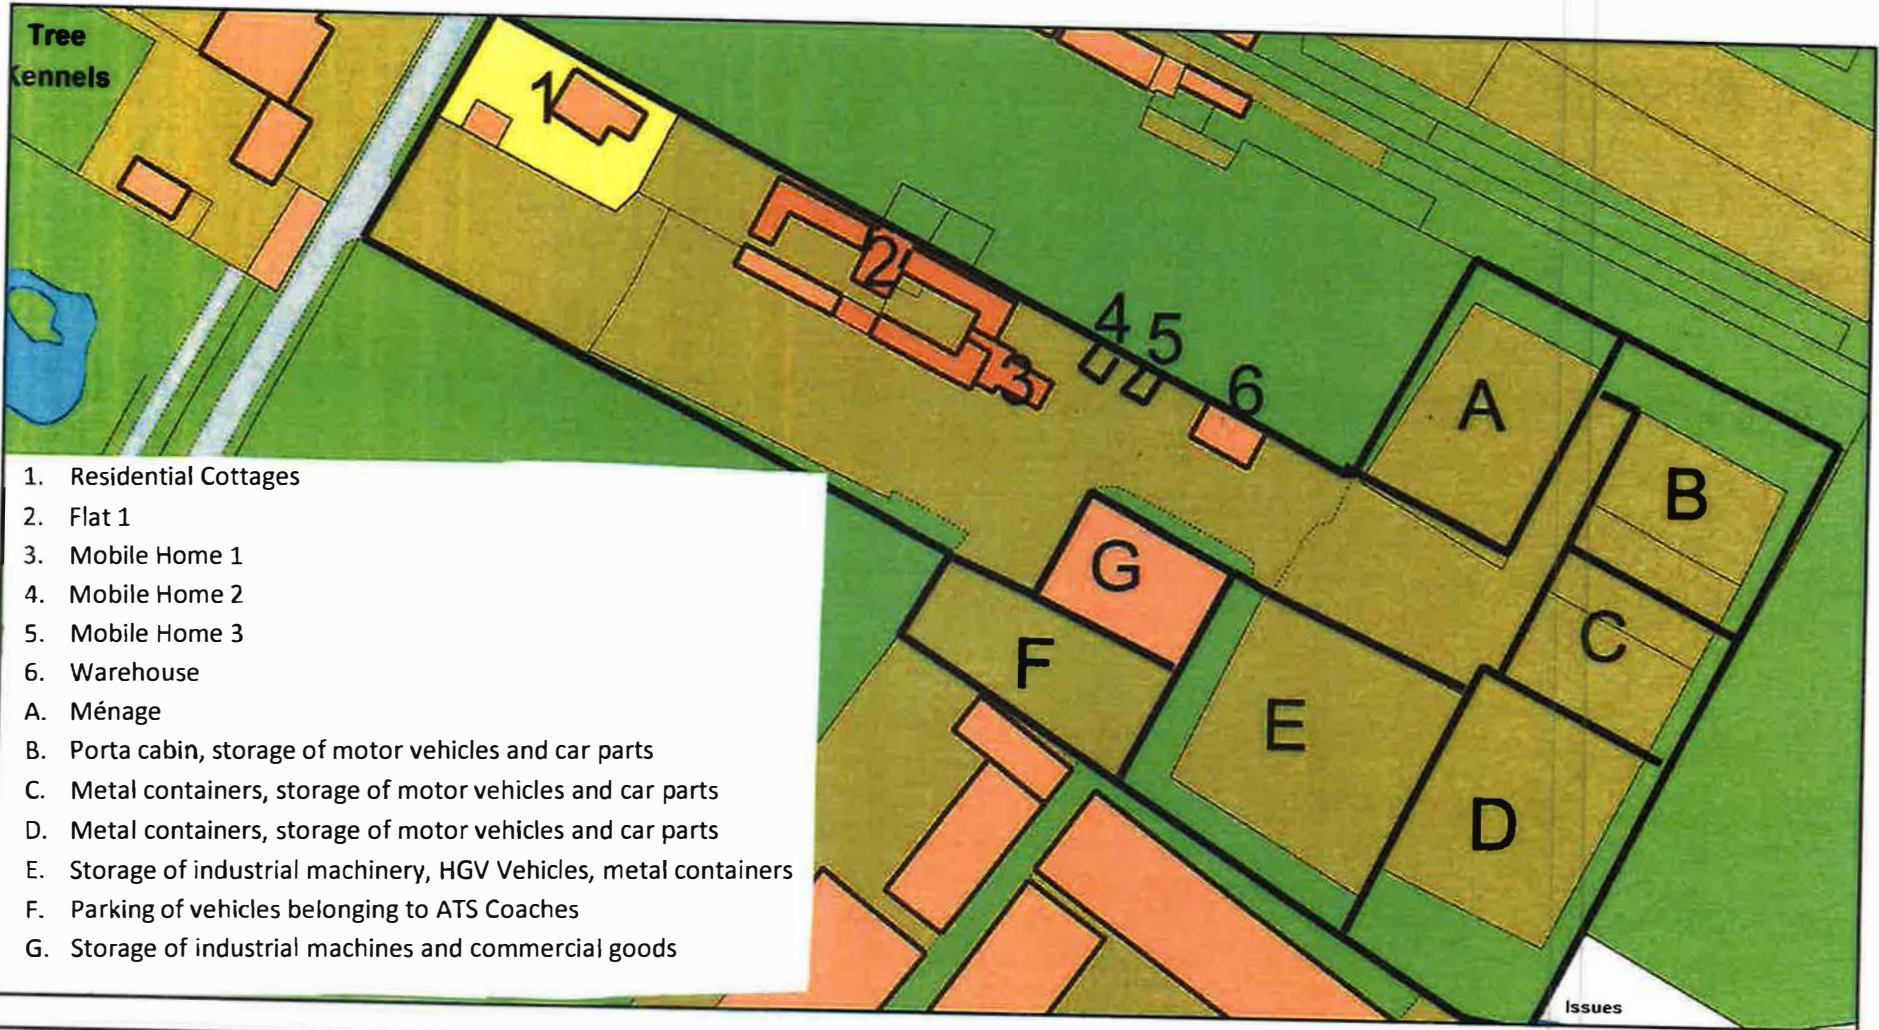 Tree
Kennels
1
2
3
4 5
6
A
B
C
G
F
E
D
1. Residential Cottages
2. Flat 1
3. Mobile Home 1
4. Mobile Home 2
5. Mobile Home 3
6. Warehouse
A. Ménage
B. Porta cabin, storage of motor vehicles and car parts
C. Metal containers, storage of motor vehicles and car parts
D. Metal containers, storage of motor vehicles and car parts
E. Storage of industrial machinery, HGV Vehicles, metal containers
F. Parking of vehicles belonging to ATS Coaches
G. Storage of industrial machines and commercial goods
Issues